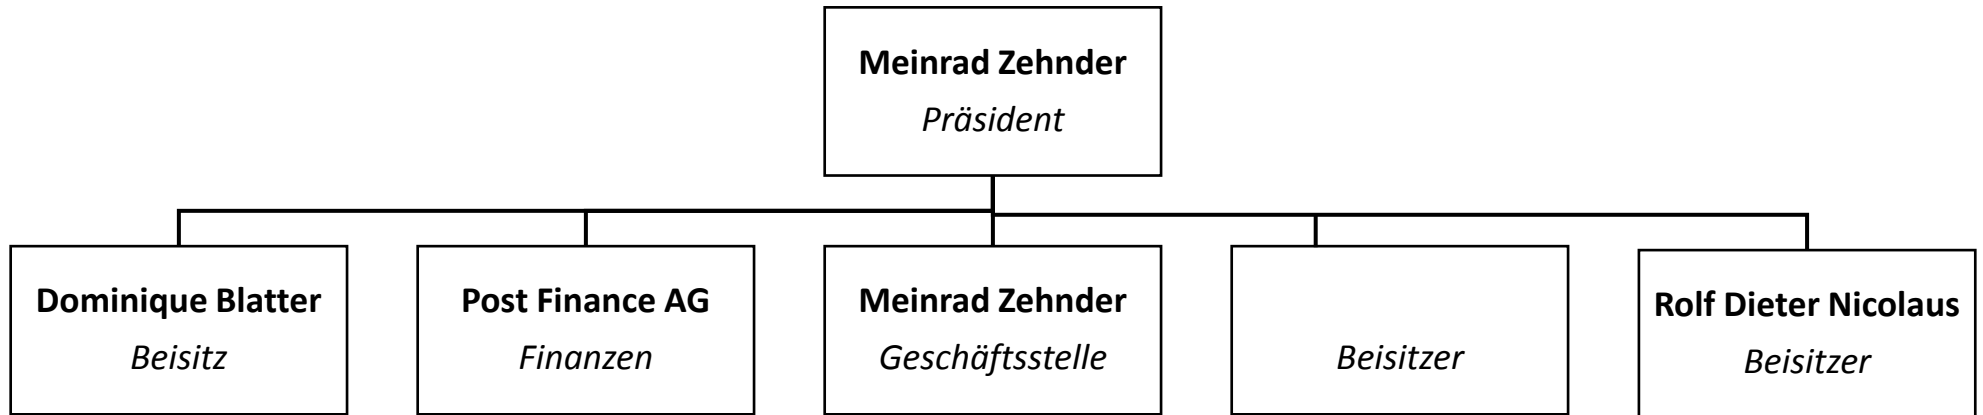 Meinrad Zehnder
Präsident
Dominique Blatter
Beisitz
Post Finance AG
Finanzen
Meinrad Zehnder
Geschäftsstelle
Beisitzer
Rolf Dieter Nicolaus
Beisitzer